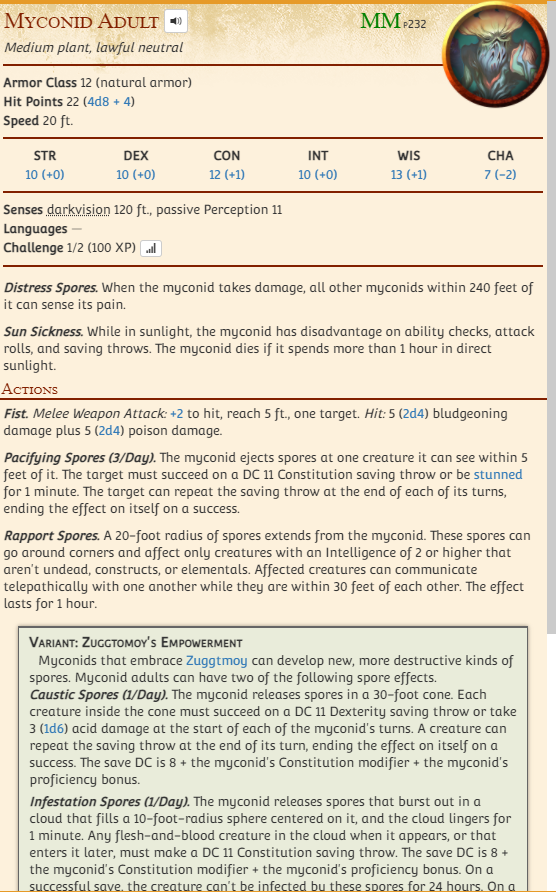 Myconid Adult
MM p232
Medium plant, lawful neutral
Armor Class 12 (natural armor)
Hit Points 22 (4d8 + 4)
Speed 20 ft.
STR DEX CON INT WIS CHA
10 (+0) 10 (+0) 12 (+1) 10 (+0) 13 (+1) 7 (−2)
Senses darkvision 120 ft., passive Perception 11
Languages —
Challenge 1/2 (100 XP)
Distress Spores. When the myconid takes damage, all other myconids within 240 feet of
it can sense its pain.
Sun Sickness. While in sunlight, the myconid has disadvantage on ability checks, attack
rolls, and saving throws. The myconid dies if it spends more than 1 hour in direct
sunlight.
Actions
Fist. Melee Weapon Attack: +2 to hit, reach 5 ft., one target. Hit: 5 (2d4) bludgeoning
damage plus 5 (2d4) poison damage.
Pacifying Spores (3/Day). The myconid ejects spores at one creature it can see within 5
feet of it. The target must succeed on a DC 11 Constitution saving throw or be stunned
for 1 minute. The target can repeat the saving throw at the end of each of its turns,
ending the effect on itself on a success.
Rapport Spores. A 20-foot radius of spores extends from the myconid. These spores can
go around corners and affect only creatures with an Intelligence of 2 or higher that
aren't undead, constructs, or elementals. Affected creatures can communicate
telepathically with one another while they are within 30 feet of each other. The effect
lasts for 1 hour.
Variant: Zuggtomoy's Empowerment
Myconids that embrace Zuggtmoy can develop new, more destructive kinds of
spores. Myconid adults can have two of the following spore effects.
Caustic Spores (1/Day). The myconid releases spores in a 30-foot cone. Each
creature inside the cone must succeed on a DC 11 Dexterity saving throw or take
3 (1d6) acid damage at the start of each of the myconid's turns. A creature can
repeat the saving throw at the end of its turn, ending the effect on itself on a
success. The save DC is 8 + the myconid's Constitution modifier + the myconid's
proficiency bonus.
Infestation Spores (1/Day). The myconid releases spores that burst out in a
cloud that fills a 10-foot-radius sphere centered on it, and the cloud lingers for
1 minute. Any flesh-and-blood creature in the cloud when it appears, or that
enters it later, must make a DC 11 Constitution saving throw. The save DC is 8 +
the myconid's Constitution modifier + the myconid's proficiency bonus. On a
successful save, the creature can't be infected by these spores for 24 hours. On a